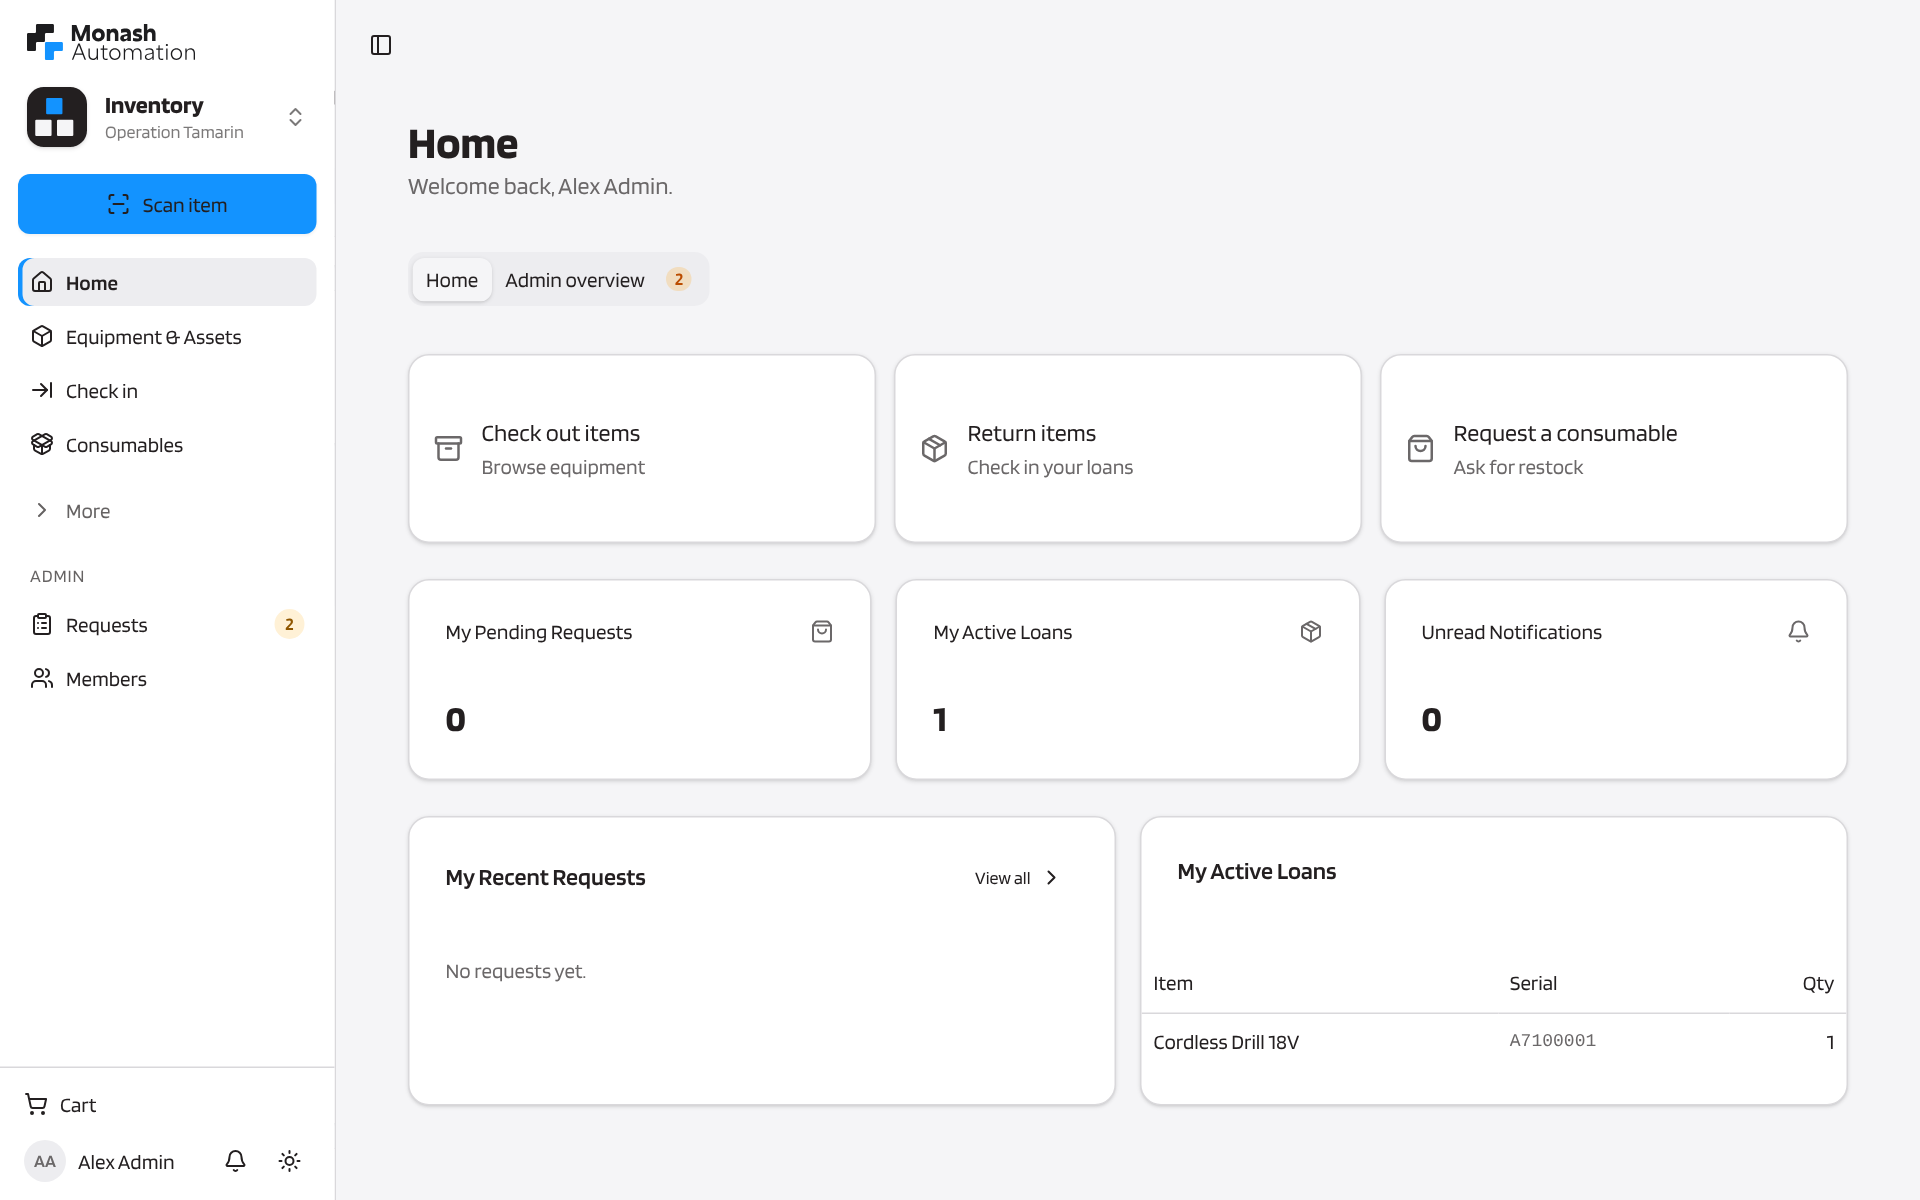 Monash
Automation
Inventory
Operation Tamarin
Scan item
Home
Equipment & Assets
Check in
Consumables
More
ADMIN
Requests 2
Members
Cart
AA Alex Admin
Home
Welcome back, Alex Admin.
Home Admin overview 2
Check out items
Browse equipment
Return items
Check in your loans
Request a consumable
Ask for restock
My Pending Requests
0
My Active Loans
1
Unread Notifications
0
My Recent Requests View all
No requests yet.
My Active Loans
Item Serial Qty
Cordless Drill 18V A7100001 1